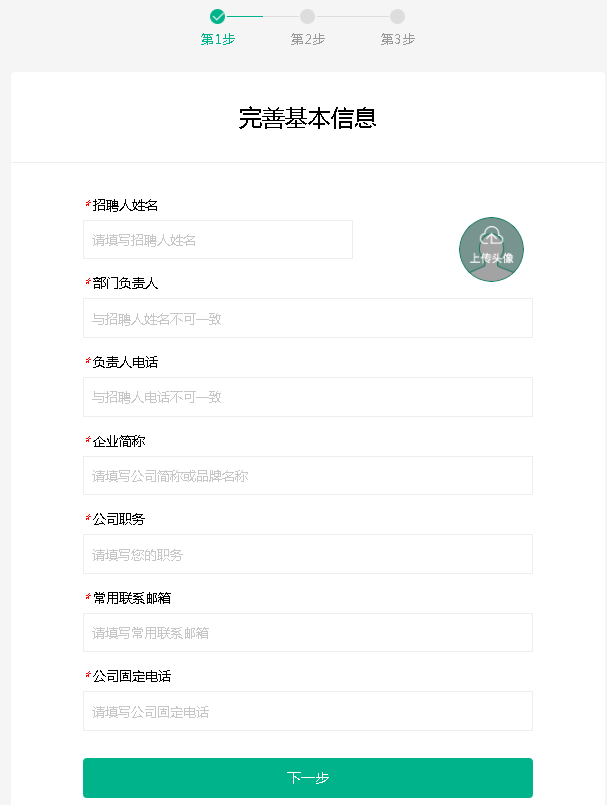 第1步 第2步 第3步
完善基本信息
*招聘人姓名
请填写招聘人姓名
上传头像
*部门负责人
与招聘人姓名不可一致
*负责人电话
与招聘人电话不可一致
*企业简称
请填写公司简称或品牌名称
*公司职务
请填写您的职务
*常用联系邮箱
请填写常用联系邮箱
*公司固定电话
请填写公司固定电话
下一步